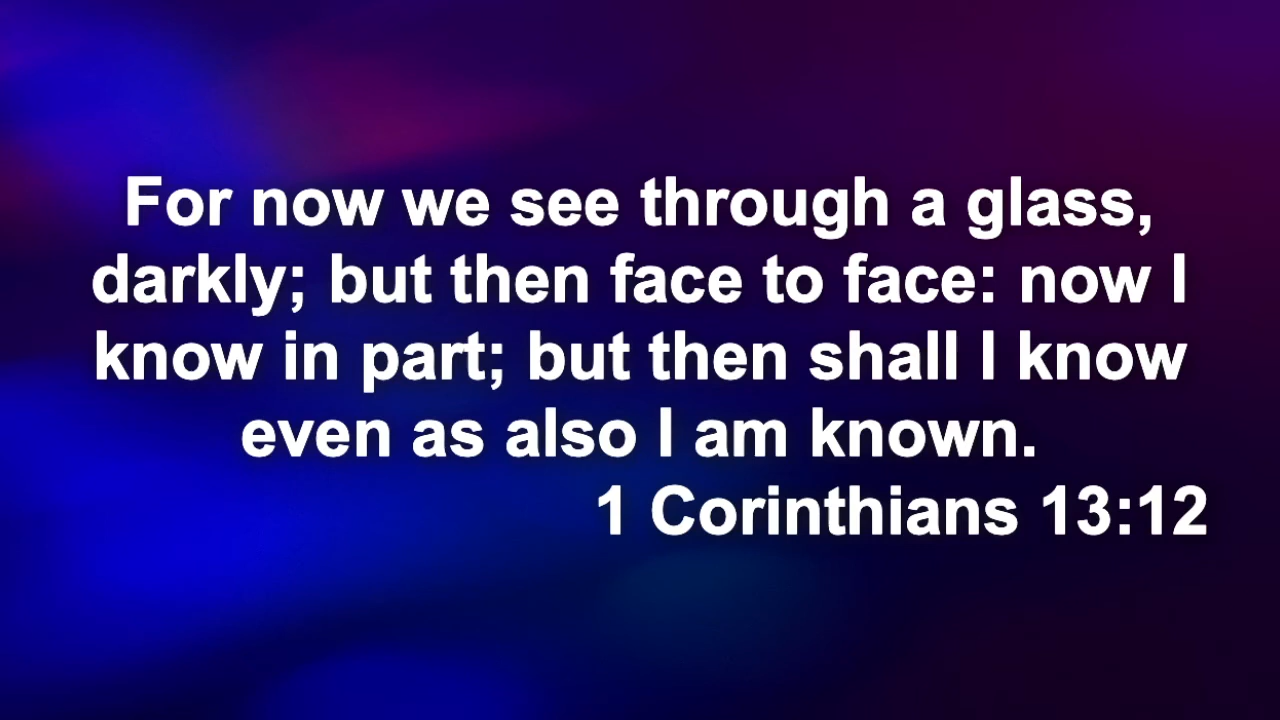 For now we see through a glass,
darkly; but then face to face: now I
know in part; but then shall I know
even as also I am known.
1 Corinthians 13:12